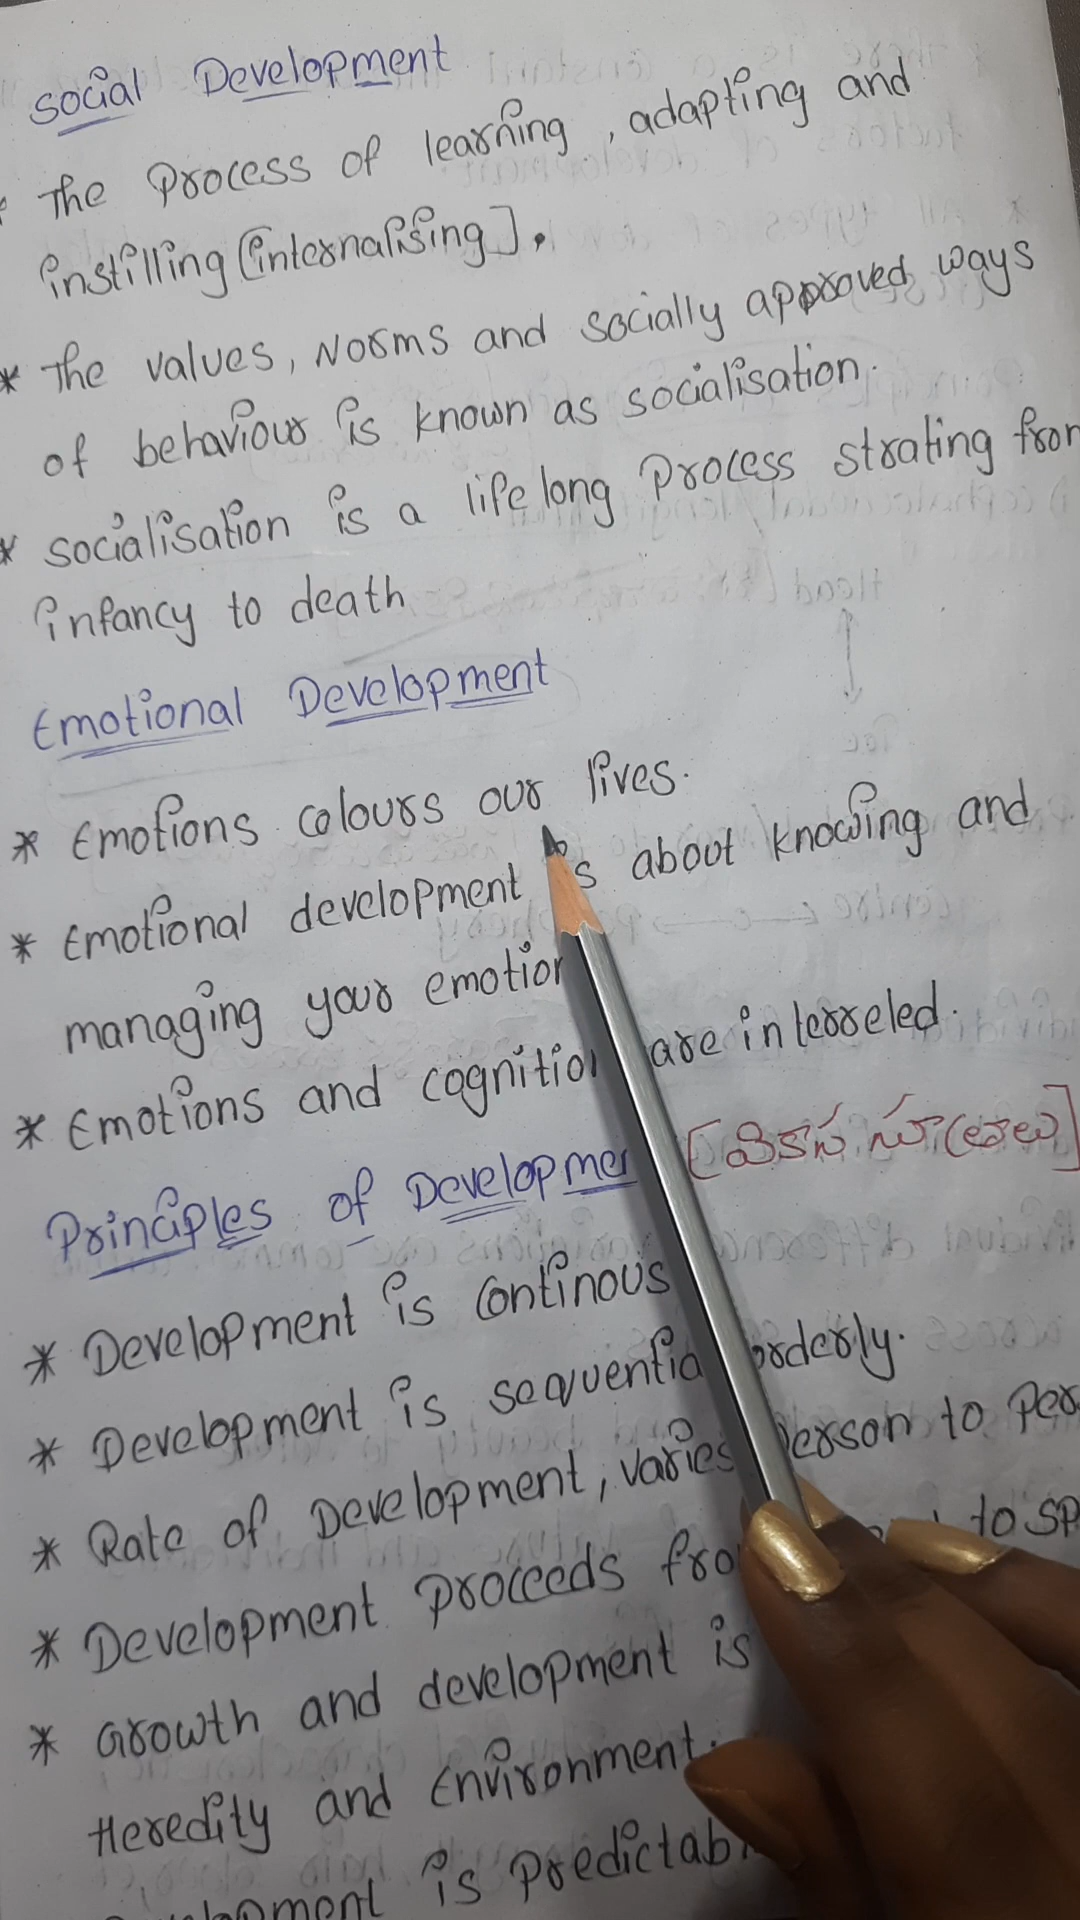 Social Development
* The Process of learning, adapting and
instilling [internalising].
* The values, Norms and socially approved ways
of behaviour is known as socialisation.
* socialisation is a life long Process strating from
infancy to death
Emotional Development
* Emotions colours our lives.
* Emotional development is about knowing and
managing your emotion
* Emotions and cognition are interreled.
Principles of Developmen [వికాస సూత్రాలు]
* Development is Continous
* Development is sequential orderly.
* Rate of Development, varies person to Per
* Development proceeds fro to sp
* Growth and development is
Heredity and Environment.
is Predictab